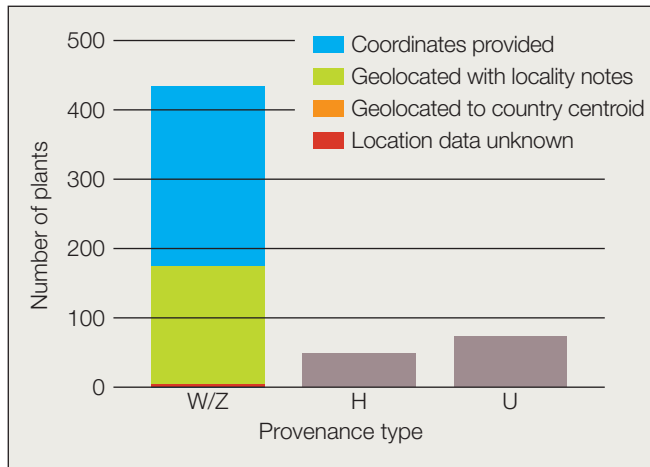 500
400
300
200
100
0
Number of plants
Coordinates provided
Geolocated with locality notes
Geolocated to country centroid
Location data unknown
W/Z H U
Provenance type